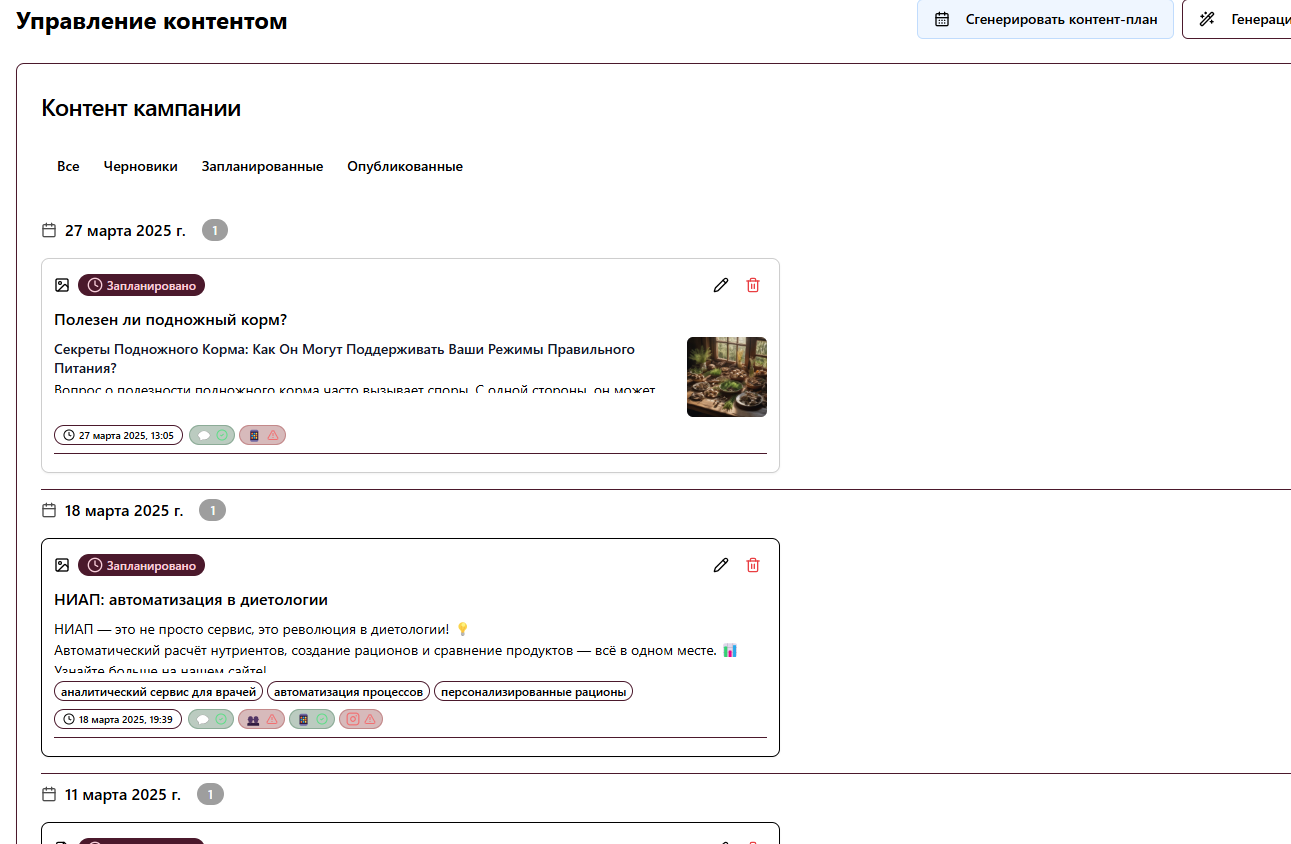 Управление контентом
Сгенерировать контент-план
Генераци
Контент кампании
Все
Черновики
Запланированные
Опубликованные
27 марта 2025 г.
1
Запланировано
Полезен ли подножный корм?
Секреты Подножного Корма: Как Он Могут Поддерживать Ваши Режимы Правильного
Питания?
Вопрос о полезности подножного корма часто вызывает споры. С одной стороны, он может
27 марта 2025, 13:05
18 марта 2025 г.
1
Запланировано
НИАП: автоматизация в диетологии
НИАП — это не просто сервис, это революция в диетологии! 💡
Автоматический расчёт нутриентов, создание рационов и сравнение продуктов — всё в одном месте. 📊
Узнайте больше на нашем сайте!
аналитический сервис для врачей
автоматизация процессов
персонализированные рационы
18 марта 2025, 19:39
11 марта 2025 г.
1